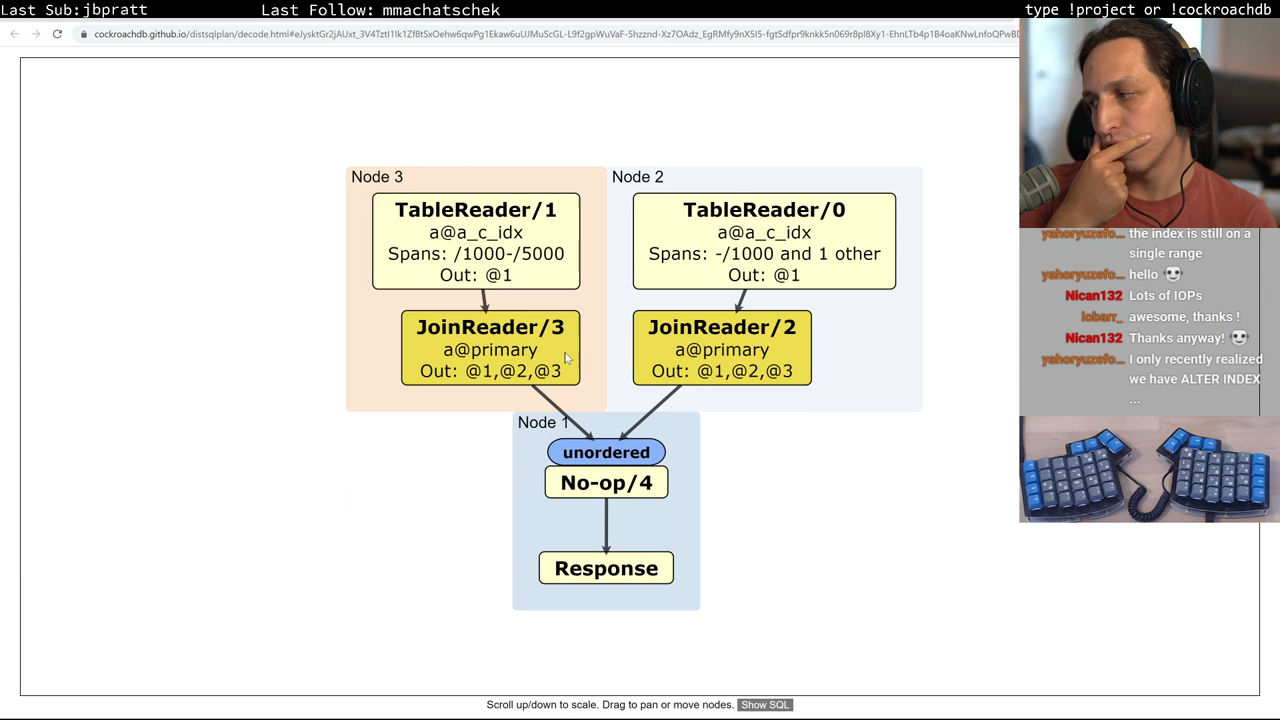 Last Sub:jbpratt
Last Follow: mmachatschek
type !project or !cockroachdb
Node 3
Node 2
TableReader/1
a@a_c_idx
Spans: /1000-/5000
Out: @1
TableReader/0
a@a_c_idx
Spans: -/1000 and 1 other
Out: @1
JoinReader/3
a@primary
Out: @1,@2,@3
JoinReader/2
a@primary
Out: @1,@2,@3
Node 1
unordered
No-op/4
Response
Scroll up/down to scale. Drag to pan or move nodes. Show SQL
yahoryuzefo… the index is still on a
single range
yahoryuzefo… hello
Nican132 Lots of IOPs
lobarr_ awesome, thanks !
Nican132 Thanks anyway!
yahoryuzefo… I only recently realized
we have ALTER INDEX
...